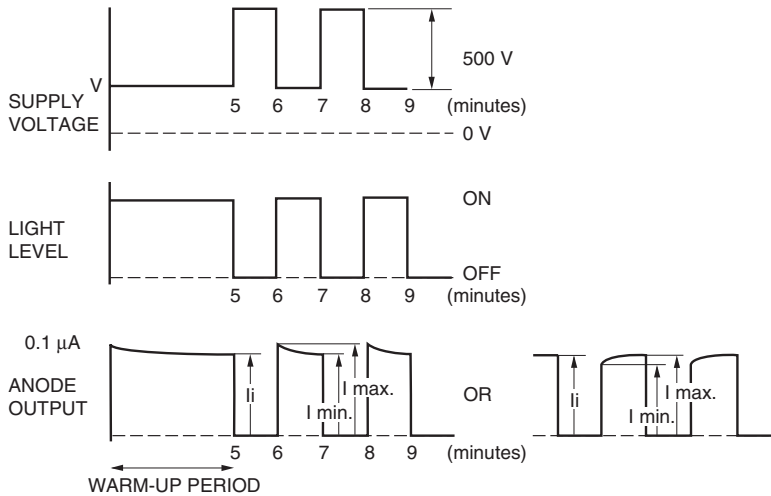 500 V
V
SUPPLY
VOLTAGE
5 6 7 8 9 (minutes)
0 V
LIGHT
LEVEL
ON
OFF
5 6 7 8 9 (minutes)
0.1 μA
ANODE
OUTPUT
Ii
I min.
I max.
OR
Ii
I min.
I max.
5 6 7 8 9 (minutes)
WARM-UP PERIOD